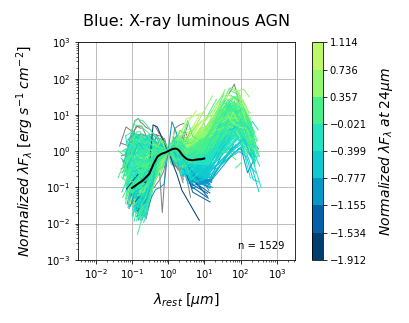 Blue: X-ray luminous AGN
Normalized λF_λ [erg s⁻¹ cm⁻²]
10³
10²
10¹
10⁰
10⁻¹
10⁻²
10⁻³
n = 1529
10⁻² 10⁻¹ 10⁰ 10¹ 10² 10³
λ_rest [μm]
1.114
0.736
0.357
−0.021
−0.399
−0.777
−1.155
−1.534
−1.912
Normalized λF_λ at 24μm